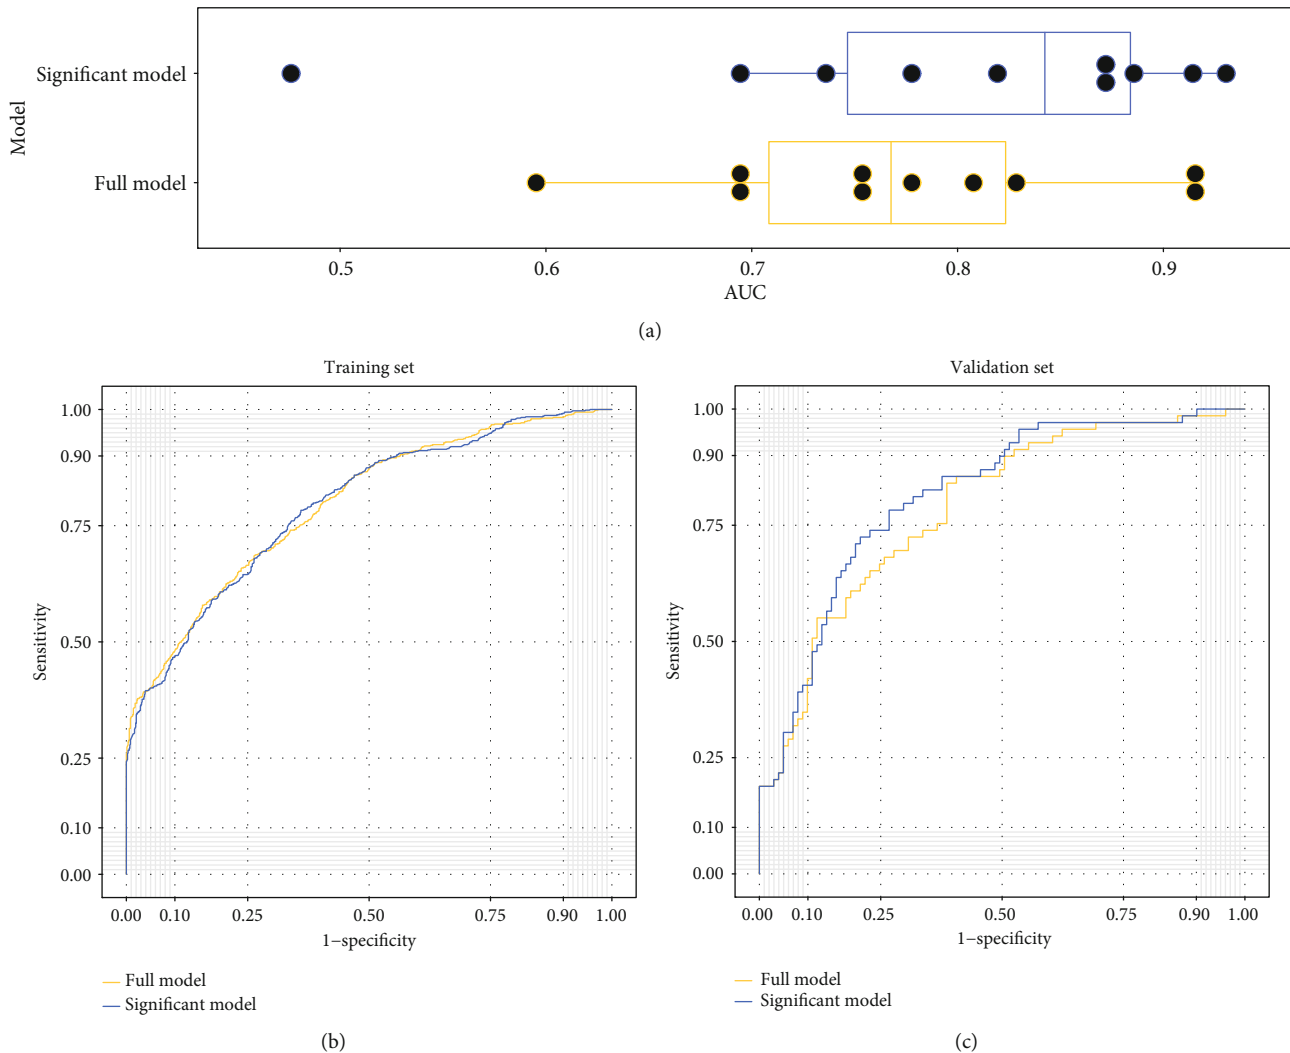 Model
Significant model
Full model
0.5 0.6 0.7 0.8 0.9
AUC
(a)
Training set
Sensitivity
1.00
0.90
0.75
0.50
0.25
0.10
0.00
0.00 0.10 0.25 0.50 0.75 0.90 1.00
1−specificity
Full model
Significant model
(b)
Validation set
Sensitivity
1.00
0.90
0.75
0.50
0.25
0.10
0.00
0.00 0.10 0.25 0.50 0.75 0.90 1.00
1−specificity
Full model
Significant model
(c)